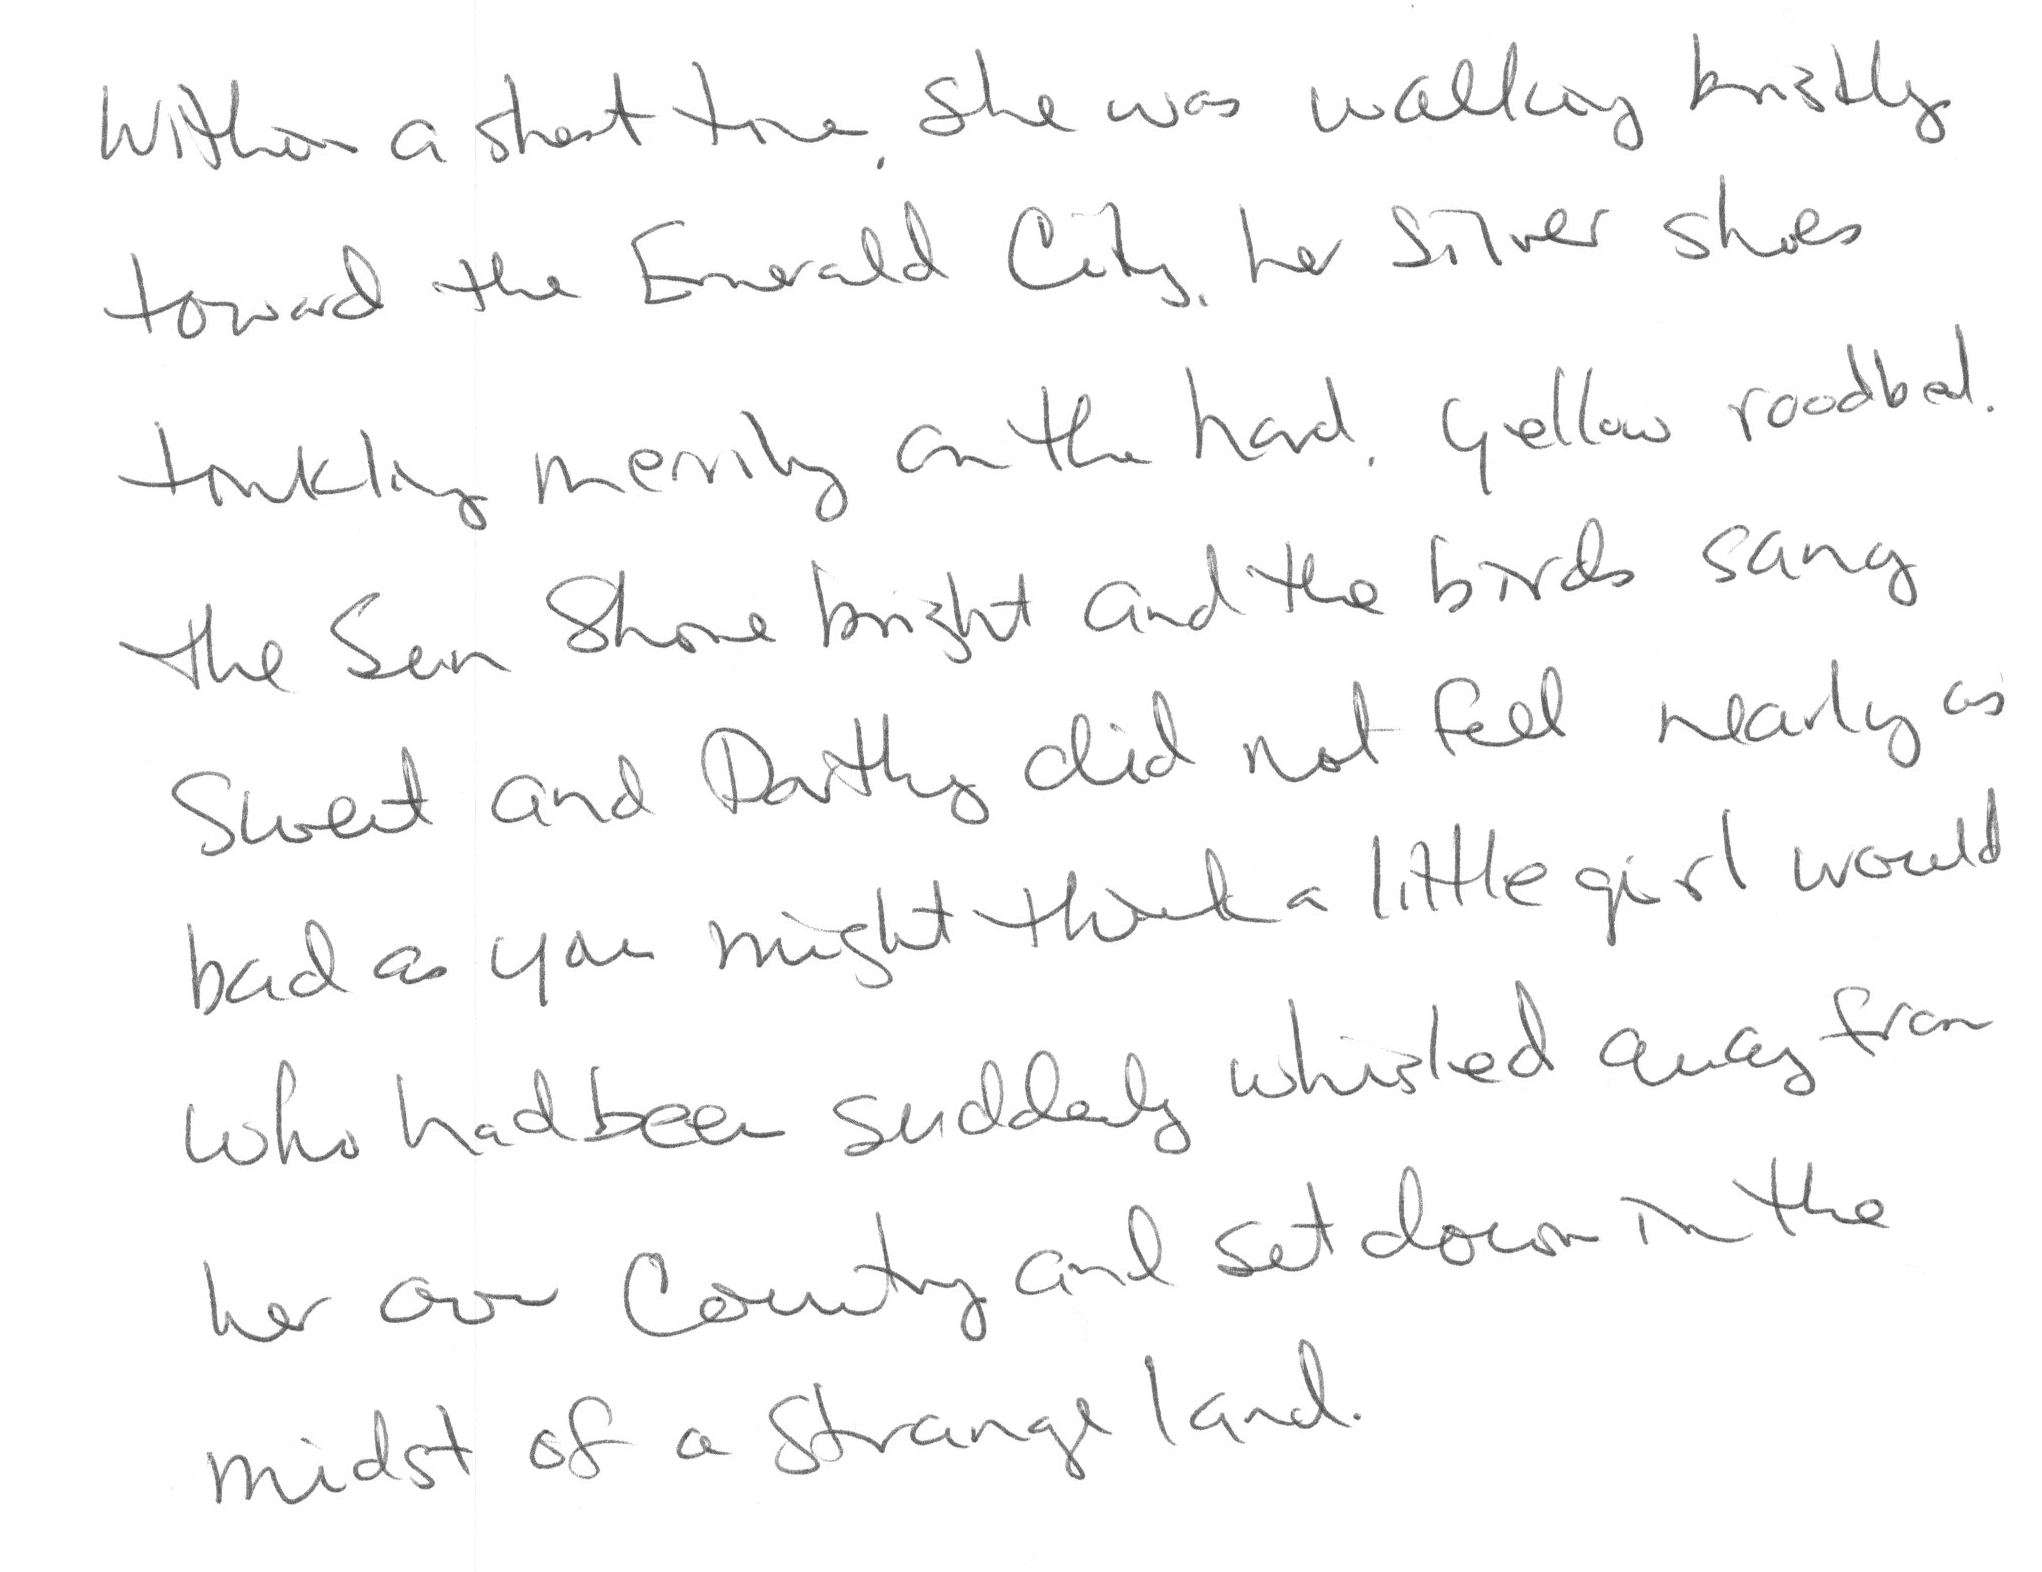 Within a short time, she was walking briskly
toward the Emerald City, her Silver shoes
tinkling merrily on the hard, yellow roadbed.
the Sun Shone bright and the birds sang
Sweet and Dorothy did not feel nearly as
bad as you might think a little girl would
who had been suddenly whisked away from
her own Country and set down in the
midst of a strange land.